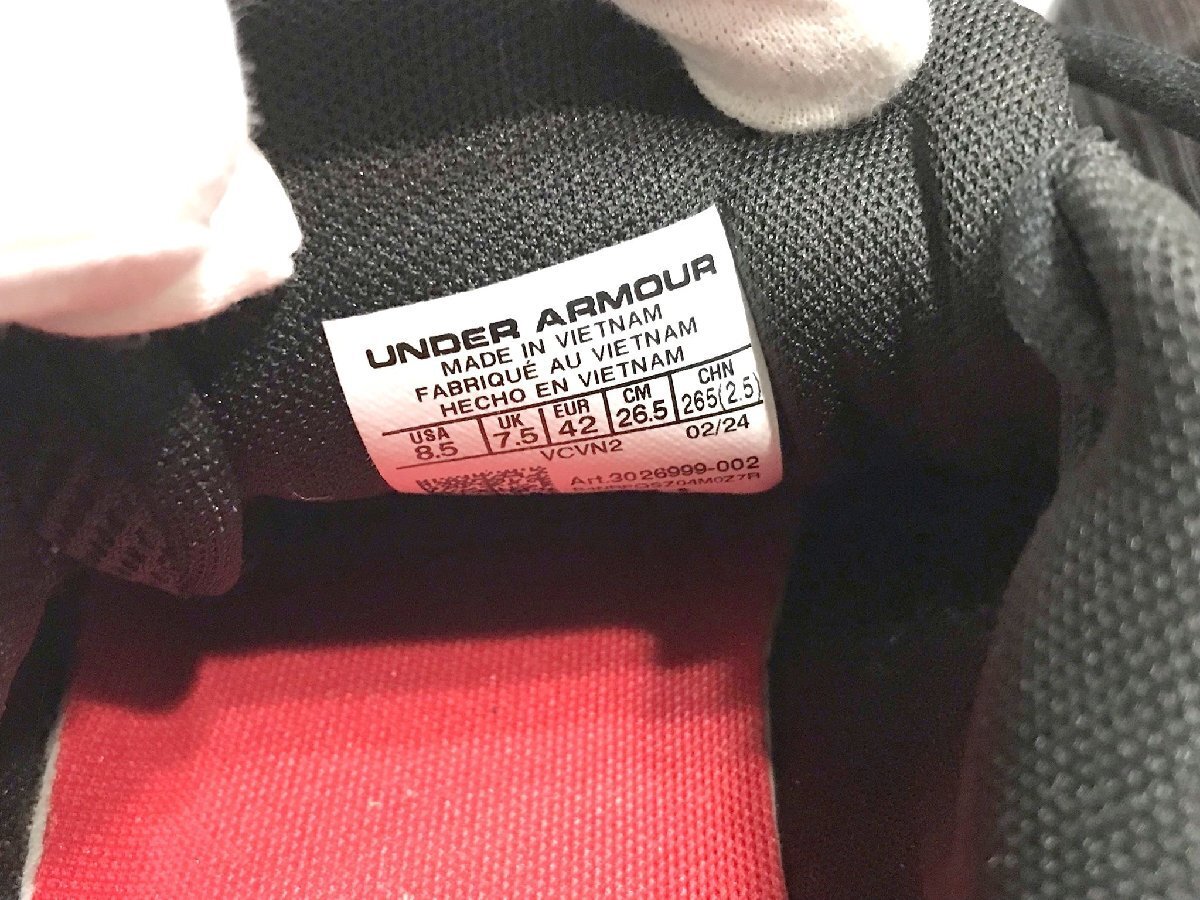 UNDER ARMOUR
MADE IN VIETNAM
FABRIQUÉ AU VIETNAM
HECHO EN VIETNAM
USA UK EUR CM CHN
8.5 7.5 42 26.5 265(2.5)
VCVN2 02/24
Art.3026999-002